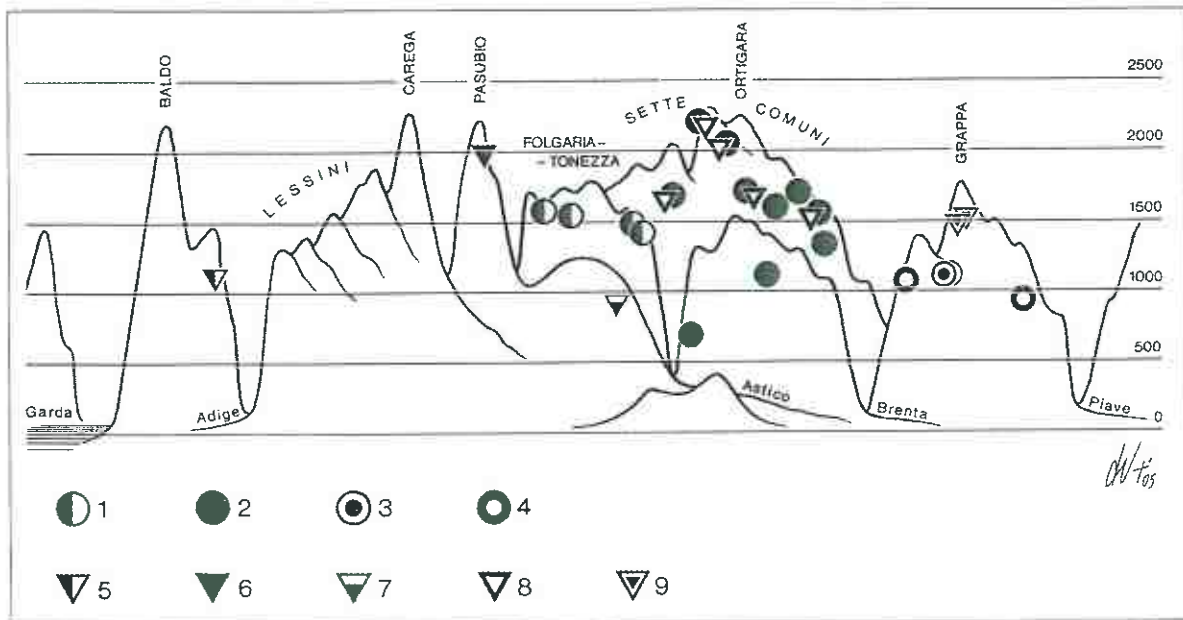 BALDO
CAREGA
PASUBIO
ORTIGARA
GRAPPA
2500
SETTE COMUNI
2000
FOLGARIA-
-TONEZZA
LESSINI
1500
1000
500
Garda
Adige
Astico
Brenta
Piave
0
1 2 3 4
5 6 7 8 9